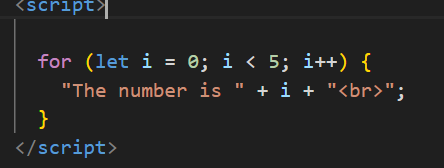 <script>
for (let i = 0; i < 5; i++) {
"The number is " + i + "<br>";
}
</script>